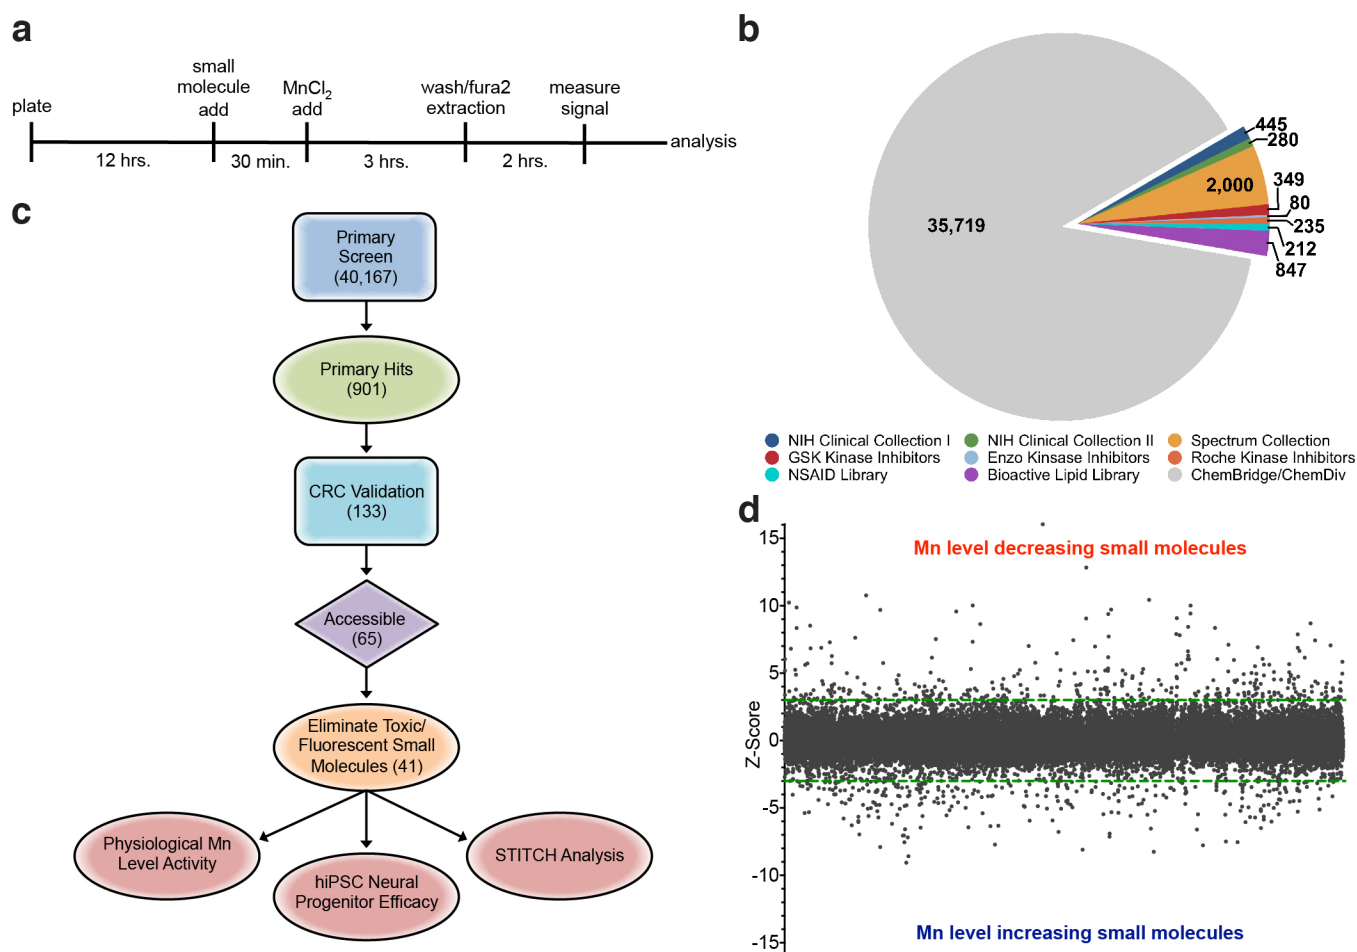 a
plate
small
molecule
add
MnCl2
add
wash/fura2
extraction
measure
signal
analysis
12 hrs.
30 min.
3 hrs.
2 hrs.
b
35,719
445
280
2,000
349
80
235
212
847
NIH Clinical Collection I
NIH Clinical Collection II
Spectrum Collection
GSK Kinase Inhibitors
Enzo Kinsase Inhibitors
Roche Kinase Inhibitors
NSAID Library
Bioactive Lipid Library
ChemBridge/ChemDiv
c
Primary
Screen
(40,167)
Primary Hits
(901)
CRC Validation
(133)
Accessible
(65)
Eliminate Toxic/
Fluorescent Small
Molecules (41)
Physiological Mn
Level Activity
hiPSC Neural
Progenitor Efficacy
STITCH Analysis
d
Mn level decreasing small molecules
Z-Score
15
10
5
0
-5
-10
-15
Mn level increasing small molecules